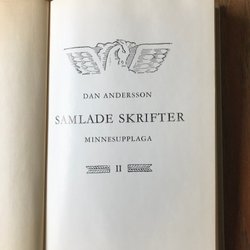 DAN ANDERSSON
SAMLADE SKRIFTER
MINNESUPPLAGA
II